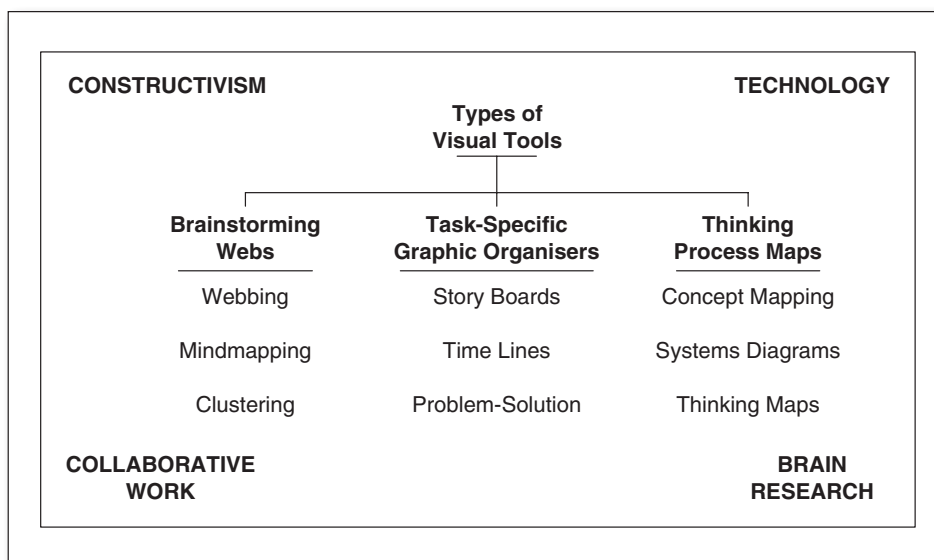 CONSTRUCTIVISM
TECHNOLOGY
Types of
Visual Tools
Brainstorming
Webs
Task-Specific
Graphic Organisers
Thinking
Process Maps
Webbing
Story Boards
Concept Mapping
Mindmapping
Time Lines
Systems Diagrams
Clustering
Problem-Solution
Thinking Maps
COLLABORATIVE
WORK
BRAIN
RESEARCH